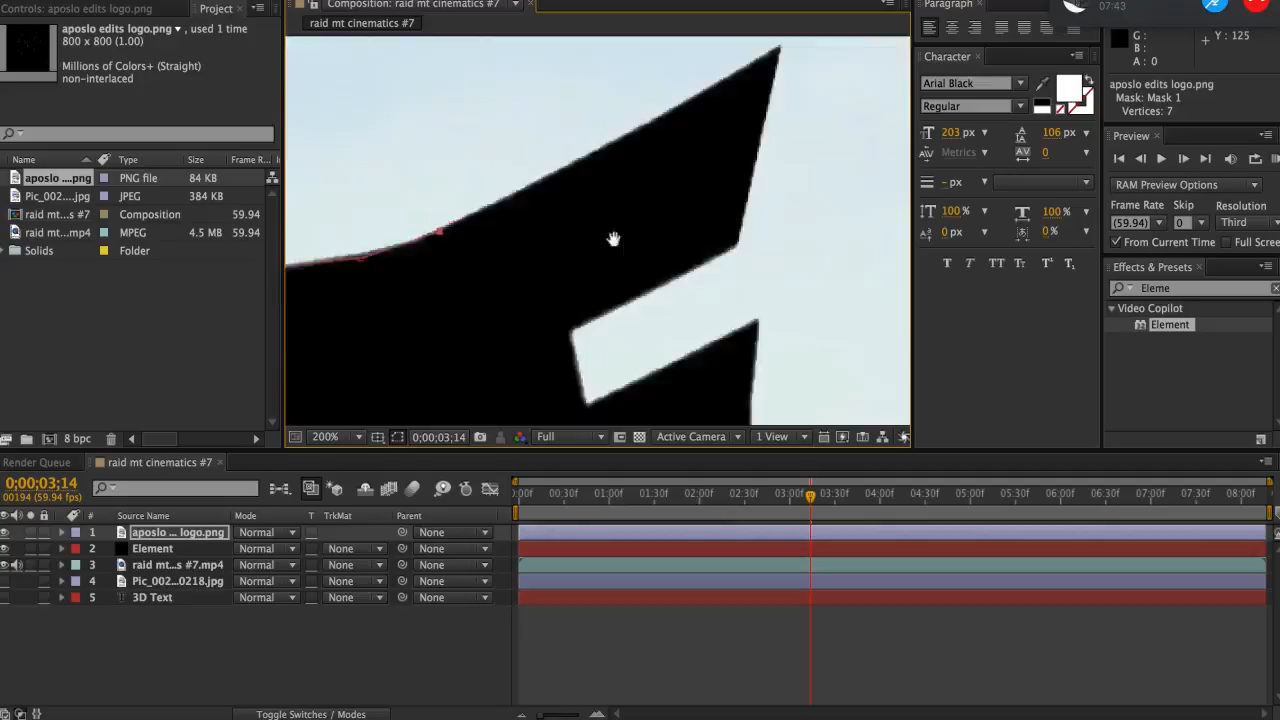 Controls: aposlo edits logo.png
Project
Composition: raid mt cinematics #7
Paragraph
07:43
raid mt cinematics #7
aposlo edits logo.png, used 1 time
800 x 800 (1.00)
Millions of Colors+ (Straight)
non-interlaced
Name Type Size Frame R...
aposlo ....png PNG file 84 KB
Pic_002....jpg JPEG 384 KB
raid mt...s #7 Composition 59.94
raid mt....mp4 MPEG 4.5 MB 59.94
Solids Folder
8 bpc
200%
0;00;03;14
Full
Active Camera
1 View
Character
Arial Black
Regular
203 px
106 px
Metrics
0
- px
100%
100%
0 px
0%
T T TT Tт T¹ T₁
G :
B :
A : 0
Y : 125
aposlo edits logo.png
Mask: Mask 1
Vertices: 7
Preview
RAM Preview Options
Frame Rate Skip Resolution
(59.94) 0 Third
From Current Time Full Scree
Effects & Presets
Eleme
Video Copilot
Element
Render Queue
raid mt cinematics #7
0;00;03;14
00194 (59.94 fps)
:00f 00:30f 01:00f 01:30f 02:00f 02:30f 03:00f 03:30f 04:00f 04:30f 05:00f 05:30f 06:00f 06:30f 07:00f 07:30f 08:00f
# Source Name Mode T TrkMat Parent
1 aposlo ... logo.png Normal None
2 Element Normal None None
3 raid mt...s #7.mp4 Normal None None
4 Pic_002...0218.jpg Normal None None
5 T 3D Text Normal None None
Toggle Switches / Modes